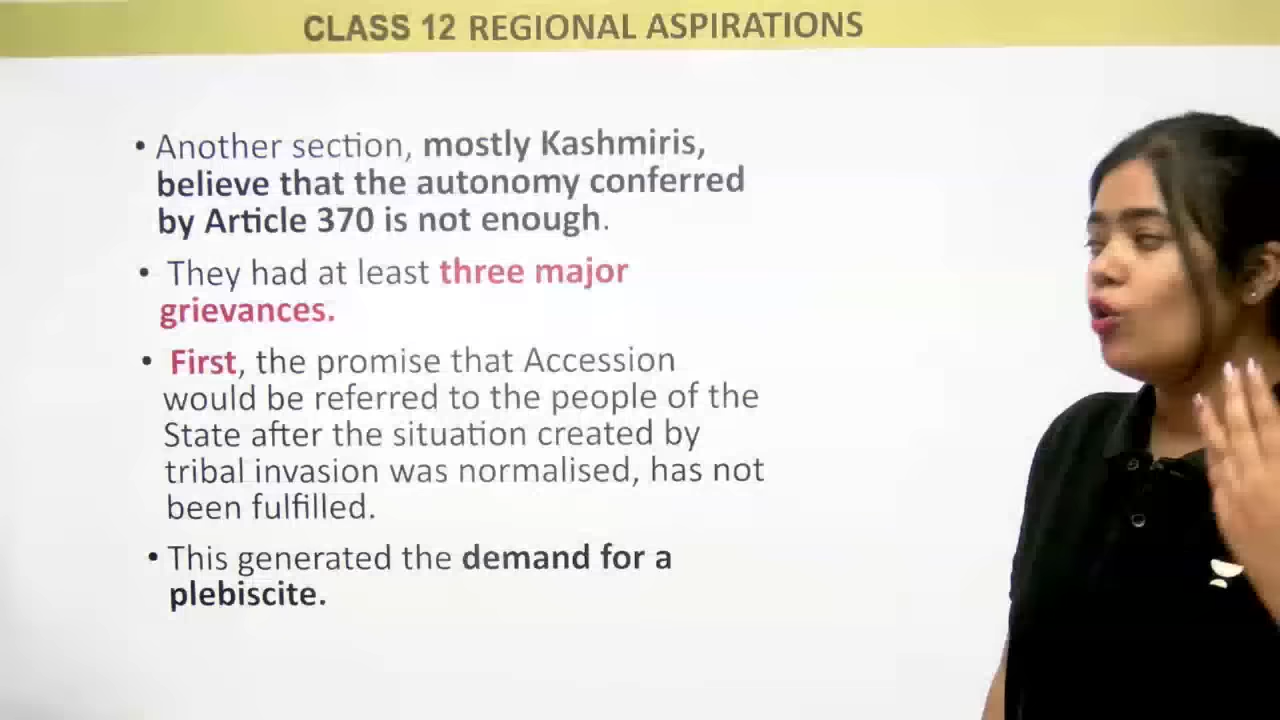 CLASS 12 REGIONAL ASPIRATIONS
• Another section, mostly Kashmiris,
believe that the autonomy conferred
by Article 370 is not enough.
• They had at least three major
grievances.
• First, the promise that Accession
would be referred to the people of the
State after the situation created by
tribal invasion was normalised, has not
been fulfilled.
• This generated the demand for a
plebiscite.